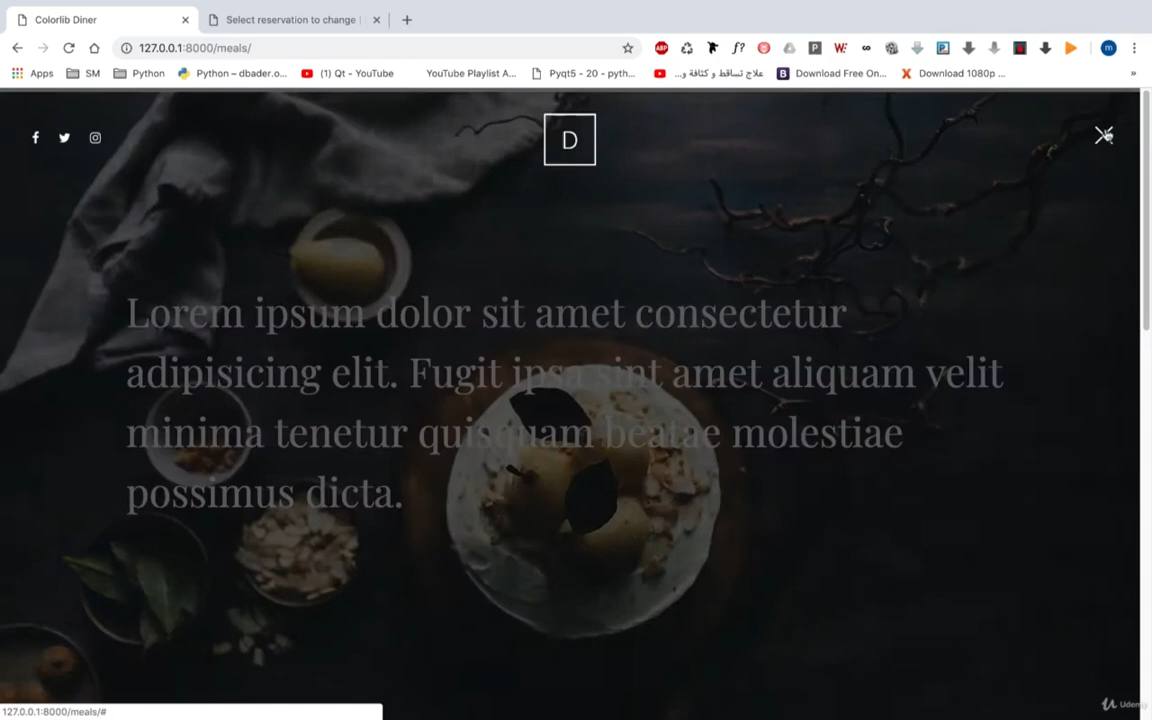 Colorlib Diner
Select reservation to change
127.0.0.1:8000/meals/
ABP
f?
P
W
P
m
Apps
SM
Python
Python – dbader.o...
(1) Qt - YouTube
YouTube Playlist A...
Pyqt5 - 20 - pyth...
علاج تساقط و كثافة و...
B
Download Free On...
X
Download 1080p ...
»
D
Lorem ipsum dolor sit amet consectetur
adipisicing elit. Fugit ipsa sint amet aliquam velit
minima tenetur quisquam beatae molestiae
possimus dicta.
127.0.0.1:8000/meals/#